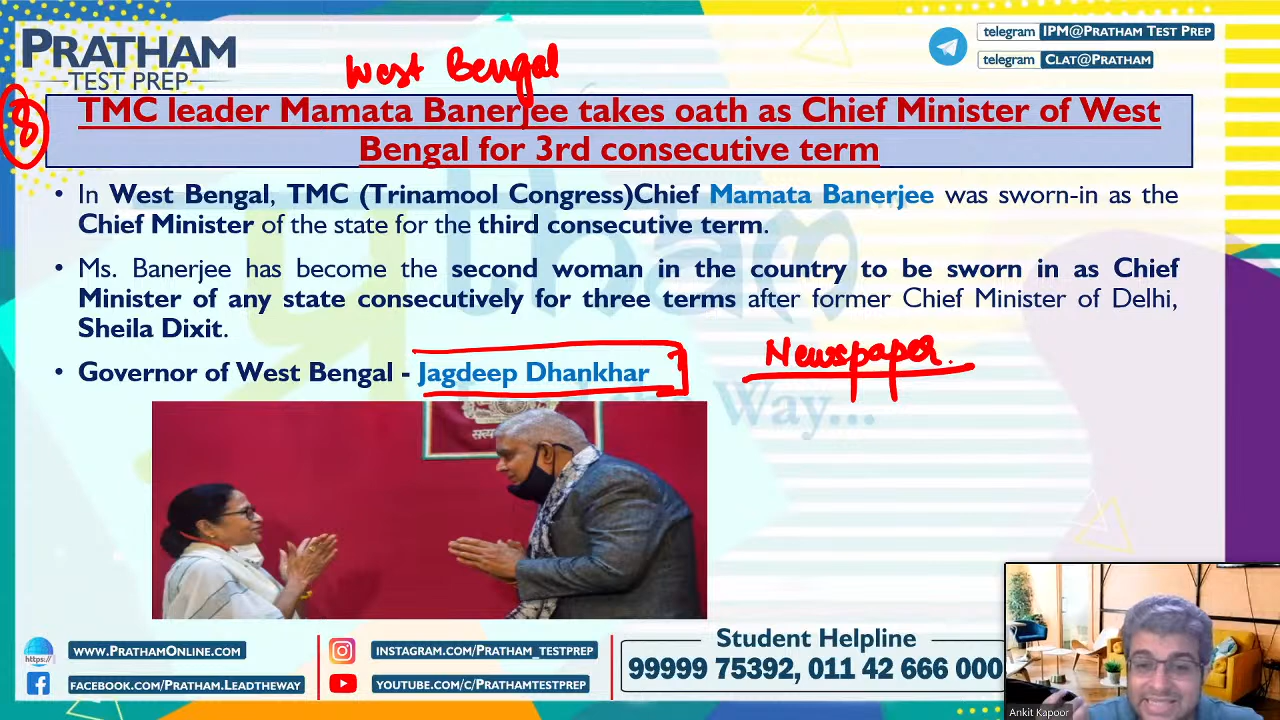 PRATHAM
TEST PREP
telegram IPM@PRATHAM TEST PREP
telegram CLAT@PRATHAM
West Bengal
8
TMC leader Mamata Banerjee takes oath as Chief Minister of West
Bengal for 3rd consecutive term
• In West Bengal, TMC (Trinamool Congress)Chief Mamata Banerjee was sworn-in as the
Chief Minister of the state for the third consecutive term.
• Ms. Banerjee has become the second woman in the country to be sworn in as Chief
Minister of any state consecutively for three terms after former Chief Minister of Delhi,
Sheila Dixit.
Newspaper.
• Governor of West Bengal - Jagdeep Dhankhar
Way...
https://
WWW.PRATHAMONLINE.COM
INSTAGRAM.COM/PRATHAM_TESTPREP
FACEBOOK.COM/PRATHAM.LEADTHEWAY
YOUTUBE.COM/C/PRATHAMTESTPREP
Student Helpline
99999 75392, 011 42 666 000
Ankit Kapoor